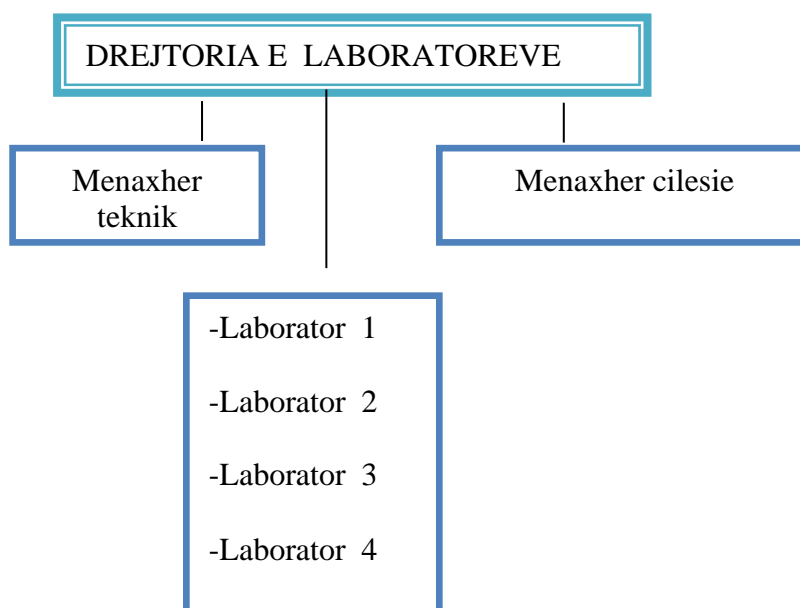 DREJTORIA E LABORATOREVE
Menaxher
teknik
Menaxher cilesie
-Laborator 1
-Laborator 2
-Laborator 3
-Laborator 4